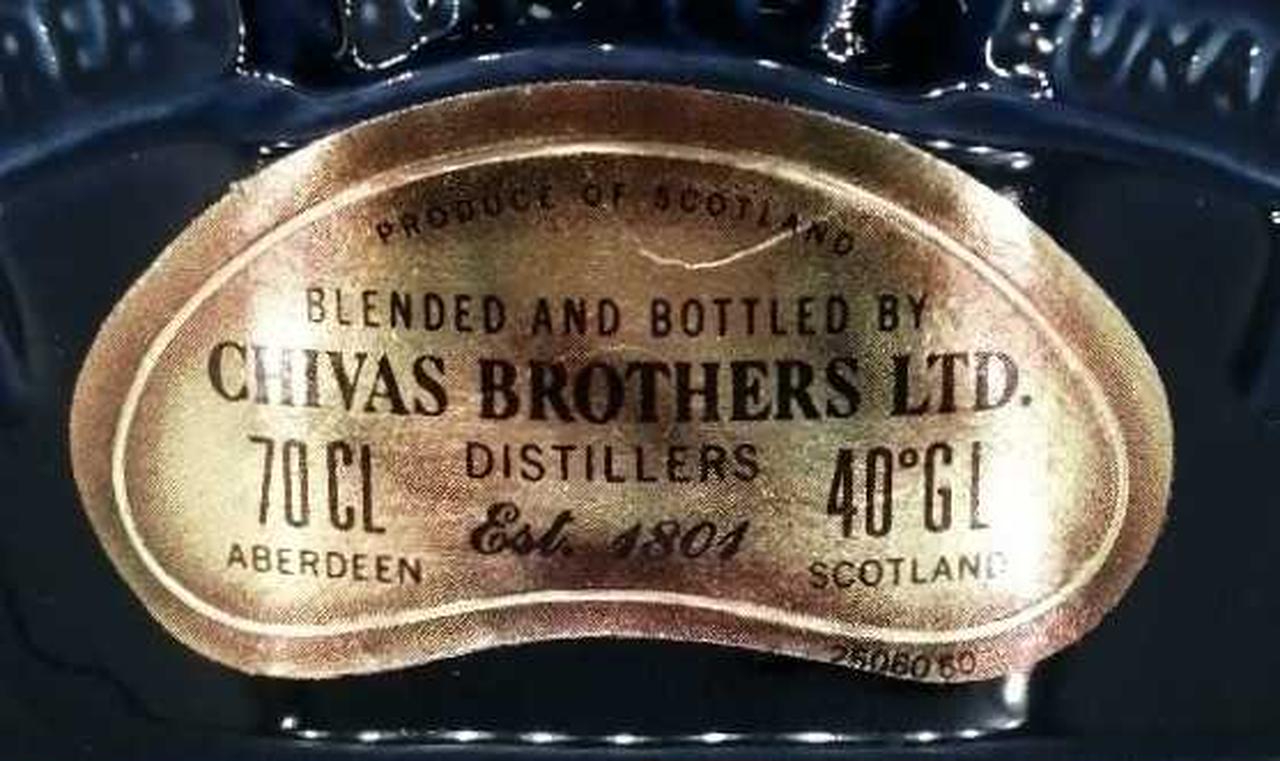 PRODUCE OF SCOTLAND
BLENDED AND BOTTLED BY
CHIVAS BROTHERS LTD.
70 CL DISTILLERS 40°GL
Est. 1801
ABERDEEN SCOTLAND
2606060